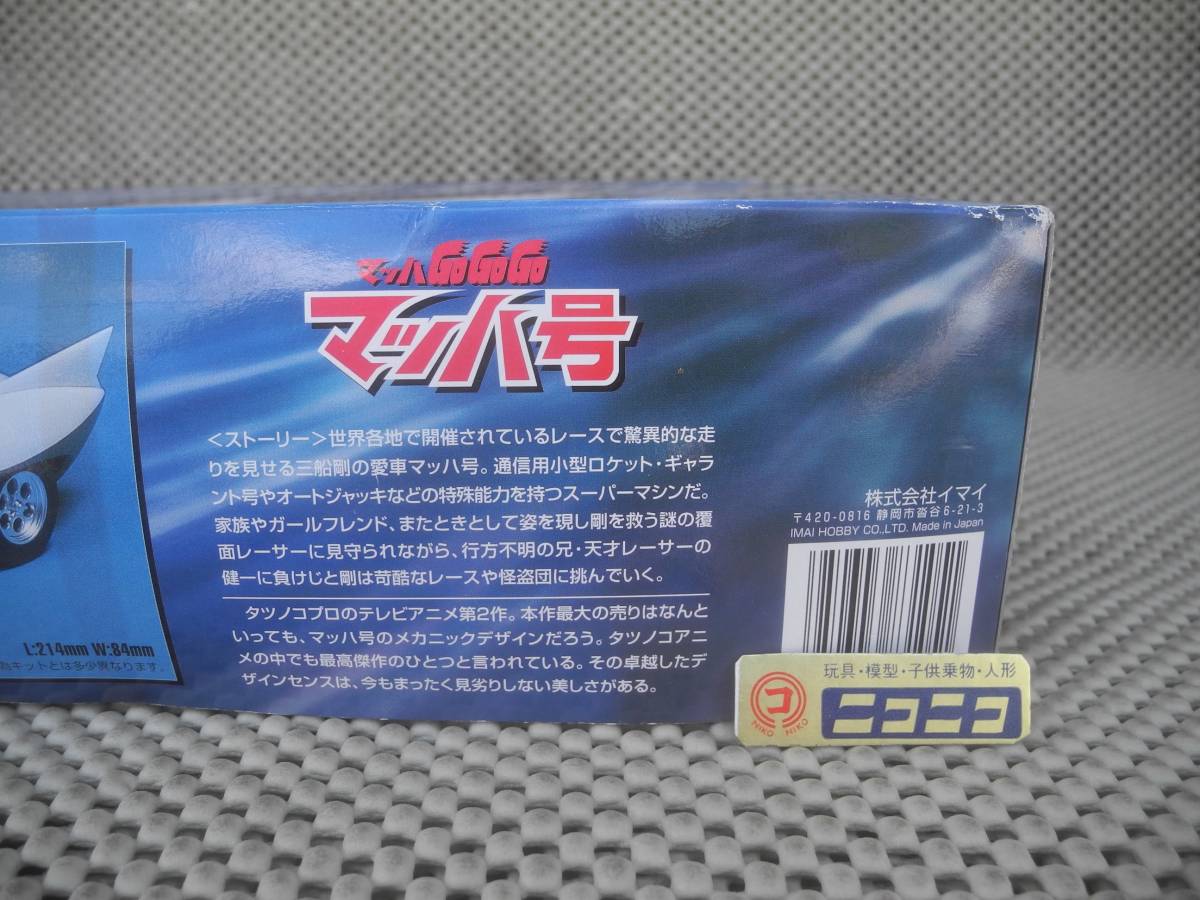 マッハGoGoGo
マッハ号
＜ストーリー＞世界各地で開催されているレースで驚異的な走
りを見せる三船剛の愛車マッハ号。通信用小型ロケット・ギャラ
ント号やオートジャッキなどの特殊能力を持つスーパーマシンだ。
家族やガールフレンド、またときとして姿を現し剛を救う謎の覆
面レーサーに見守られながら、行方不明の兄・天才レーサーの
健一に負けじと剛は苛酷なレースや怪盗団に挑んでいく。
タツノコプロのテレビアニメ第2作。本作最大の売りはなんと
いっても、マッハ号のメカニックデザインだろう。タツノコアニ
メの中でも最高傑作のひとつと言われている。その卓越したデ
ザインセンスは、今もまったく見劣りしない美しさがある。
L:214mm W:84mm
キットとは多少異なります。
株式会社イマイ
〒420-0816 静岡市沓谷6-21-3
IMAI HOBBY CO.,LTD. Made in Japan
玩具・模型・子供乗物・人形
コ
NIKO NIKO
ニコニコ